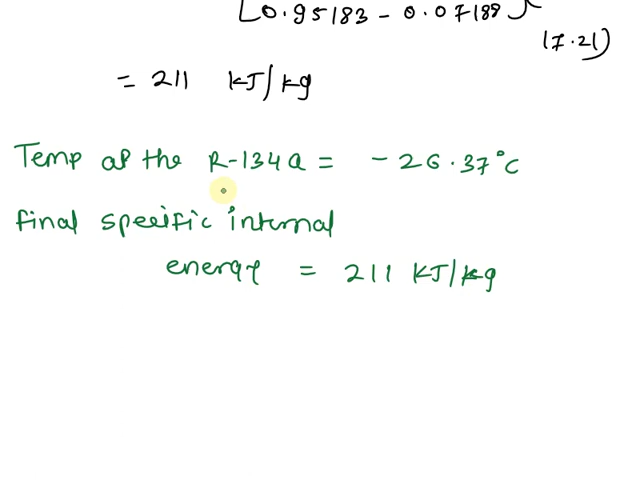 [0.95183 - 0.07188]
(7.21)
= 211 kJ/kg
Temp of the R-134a = - 26.37°C
final specific internal
energy = 211 kJ/kg